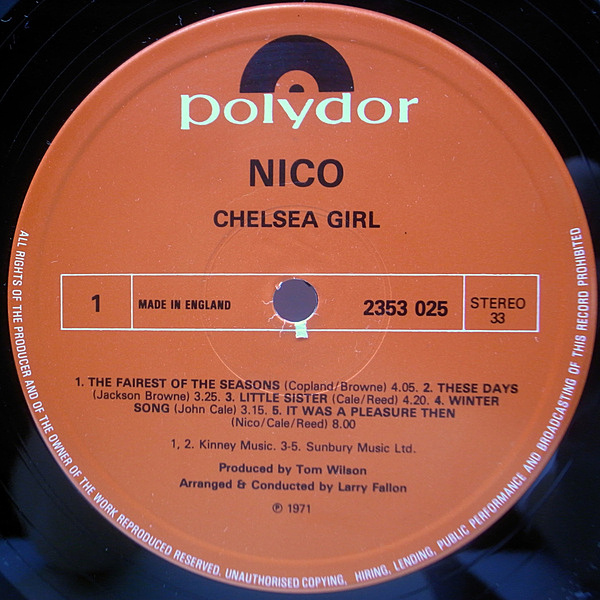 polydor
NICO
CHELSEA GIRL
1
MADE IN ENGLAND
2353 025
STEREO
33
1. THE FAIREST OF THE SEASONS (Copland/Browne) 4.05. 2. THESE DAYS
(Jackson Browne) 3.25. 3. LITTLE SISTER (Cale/Reed) 4.20. 4. WINTER
SONG (John Cale) 3.15. 5. IT WAS A PLEASURE THEN
(Nico/Cale/Reed) 8.00
1, 2. Kinney Music. 3-5. Sunbury Music Ltd.
Produced by Tom Wilson
Arranged & Conducted by Larry Fallon
℗ 1971
ALL RIGHTS OF THE PRODUCER AND OF THE OWNER OF THE WORK REPRODUCED RESERVED. UNAUTHORISED COPYING, HIRING, LENDING, PUBLIC PERFORMANCE AND BROADCASTING OF THIS RECORD PROHIBITED